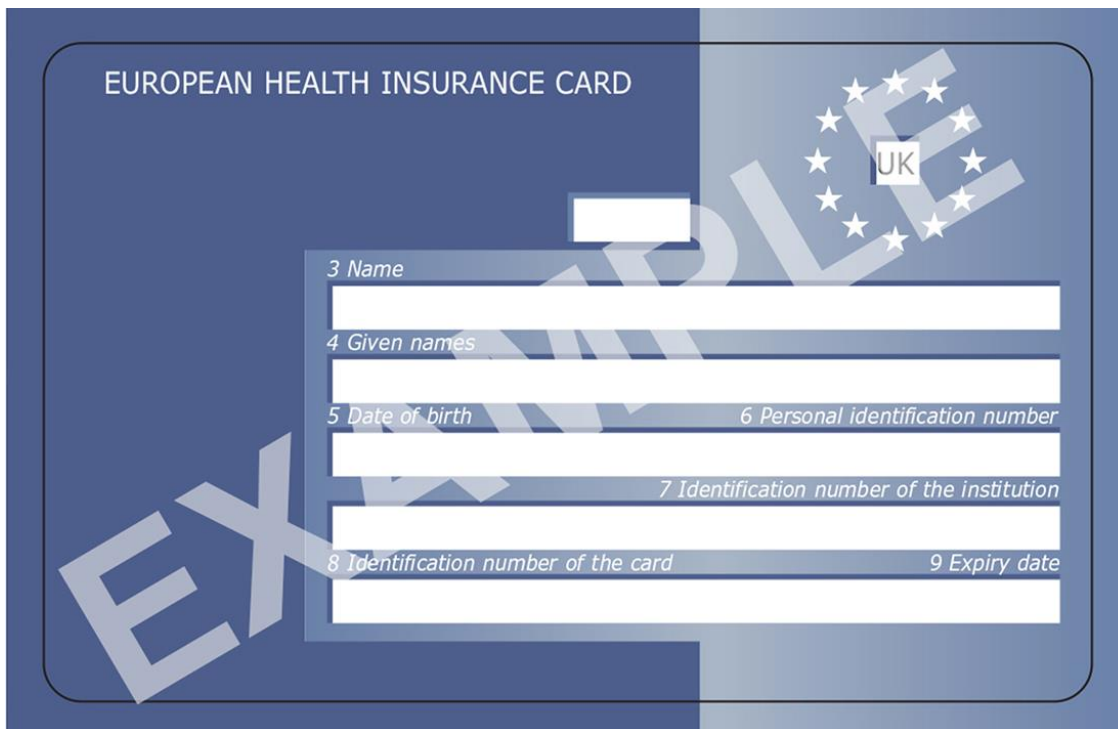 EUROPEAN HEALTH INSURANCE CARD
UK
3 Name
4 Given names
5 Date of birth 6 Personal identification number
7 Identification number of the institution
8 Identification number of the card 9 Expiry date
EXAMPLE